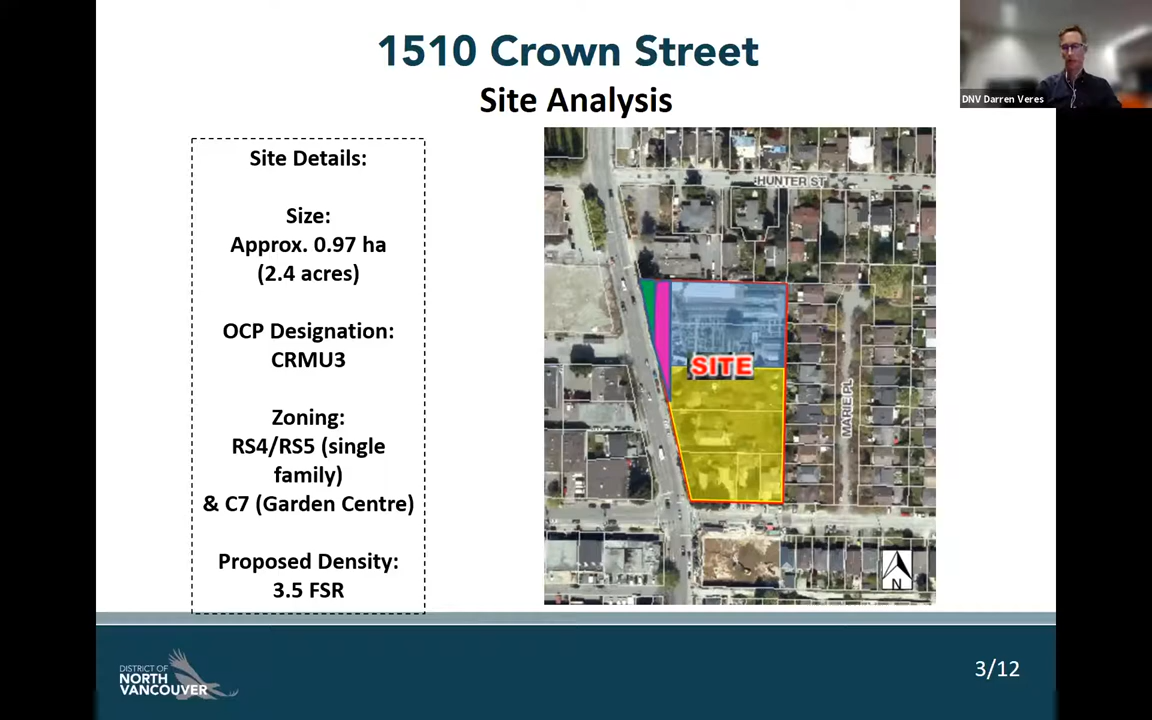 1510 Crown Street
Site Analysis
DNV Darren Veres
Site Details:
Size:
Approx. 0.97 ha
(2.4 acres)
OCP Designation:
CRMU3
Zoning:
RS4/RS5 (single
family)
& C7 (Garden Centre)
Proposed Density:
3.5 FSR
HUNTER ST
SITE
MARIE PL
N
DISTRICT OF
NORTH
VANCOUVER
3/12